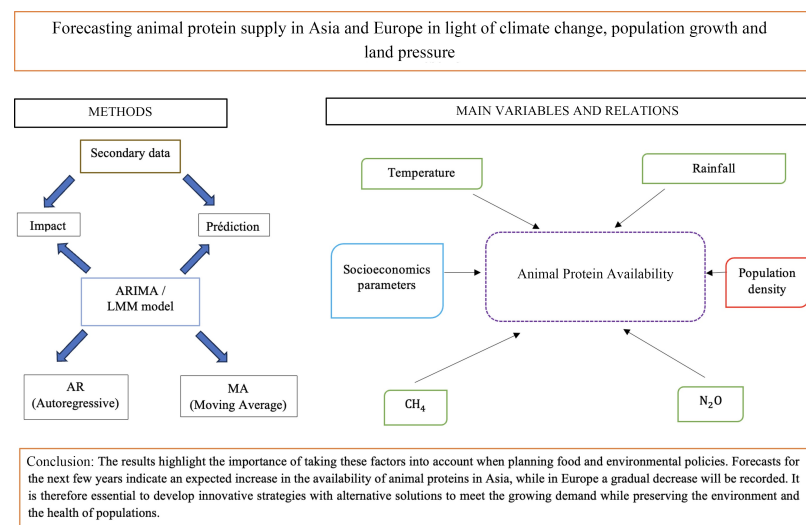 Forecasting animal protein supply in Asia and Europe in light of climate change, population growth and
land pressure
METHODS
Secondary data
Impact
Prédiction
ARIMA /
LMM model
AR
(Autoregressive)
MA
(Moving Average)
MAIN VARIABLES AND RELATIONS
Temperature
Rainfall
Socioeconomics
parameters
Animal Protein Availability
Population
density
CH₄
N₂O
Conclusion: The results highlight the importance of taking these factors into account when planning food and environmental policies. Forecasts for
the next few years indicate an expected increase in the availability of animal proteins in Asia, while in Europe a gradual decrease will be recorded. It
is therefore essential to develop innovative strategies with alternative solutions to meet the growing demand while preserving the environment and
the health of populations.